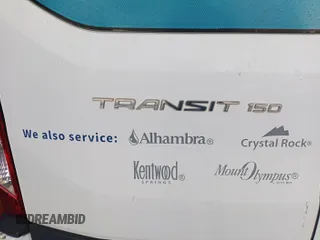 TRANSIT 150
We also service: Alhambra®
Crystal Rock®
Kentwood®
SPRINGS
Mount Olympus®
DREAMBID